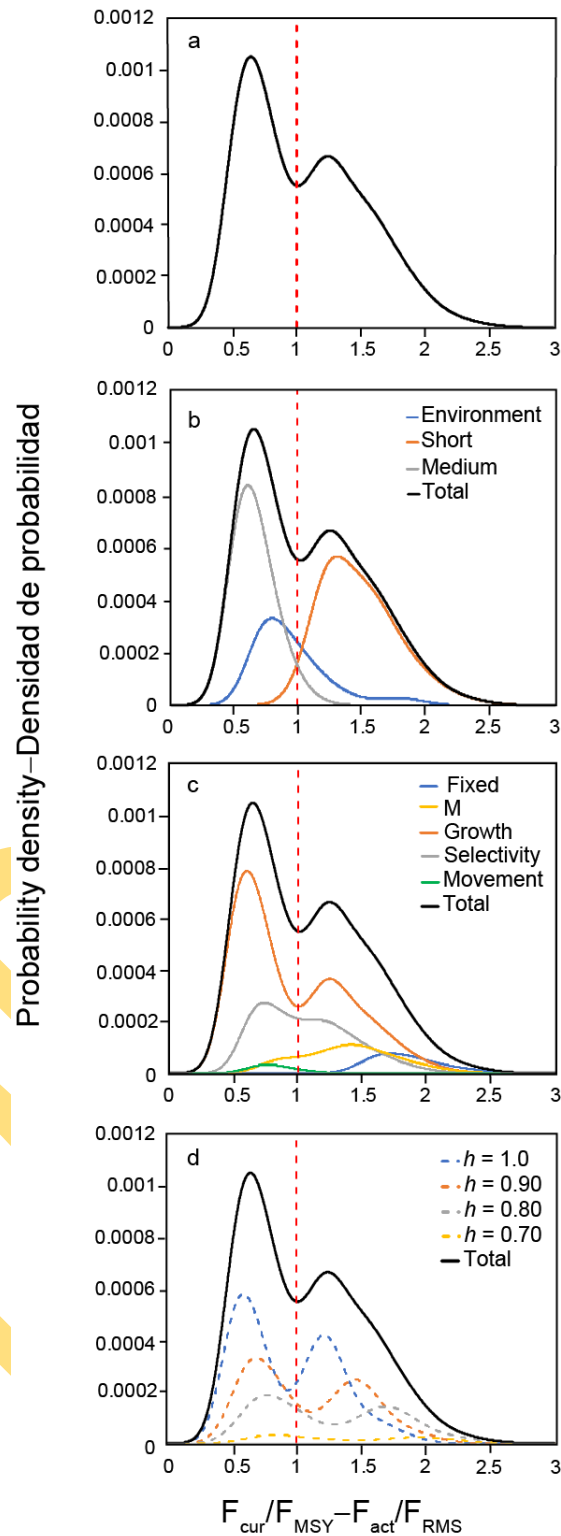 Probability density–Densidad de probabilidad
a
0.0012
0.001
0.0008
0.0006
0.0004
0.0002
0
0 0.5 1 1.5 2 2.5 3
b
0.0012
0.001
0.0008
0.0006
0.0004
0.0002
0
0 0.5 1 1.5 2 2.5 3
Environment
Short
Medium
Total
c
0.0012
0.001
0.0008
0.0006
0.0004
0.0002
0
0 0.5 1 1.5 2 2.5 3
Fixed
M
Growth
Selectivity
Movement
Total
d
0.0012
0.001
0.0008
0.0006
0.0004
0.0002
0
0 0.5 1 1.5 2 2.5 3
h = 1.0
h = 0.90
h = 0.80
h = 0.70
Total
Fcur/FMSY–Fact/FRMS